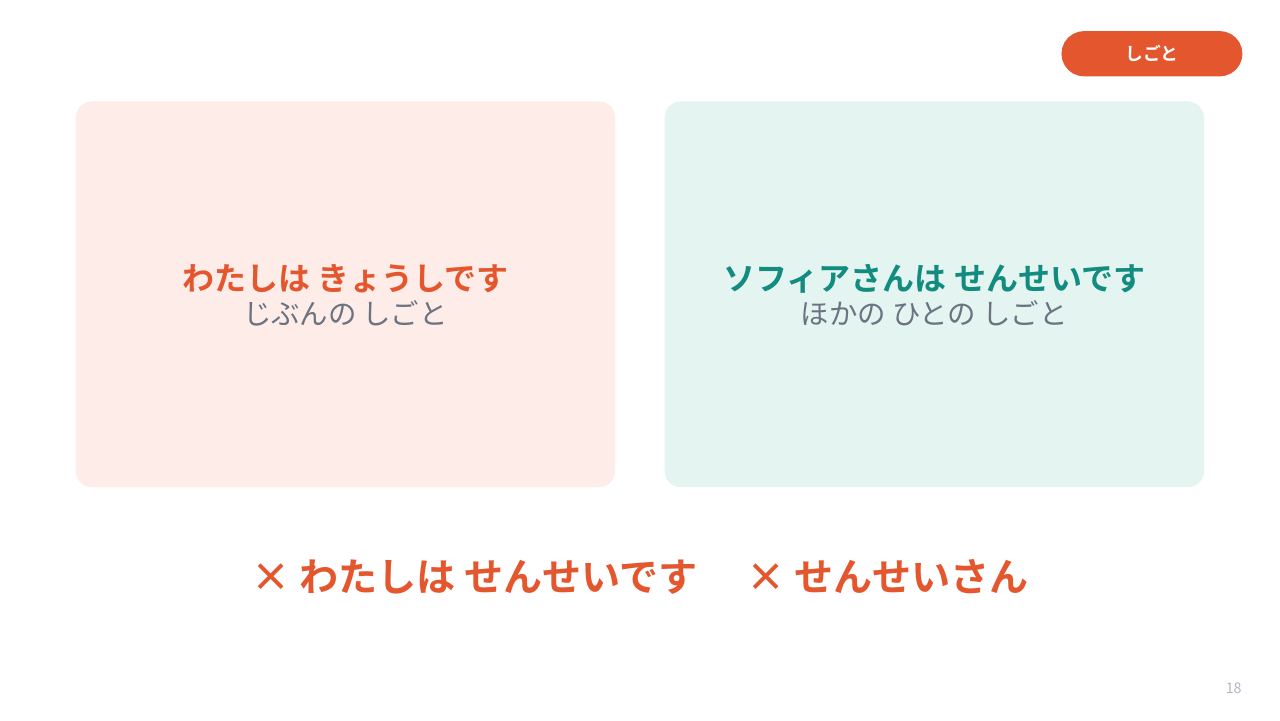 しごと
わたしは きょうしです
じぶんの しごと
ソフィアさんは せんせいです
ほかの ひとの しごと
× わたしは せんせいです　× せんせいさん
18